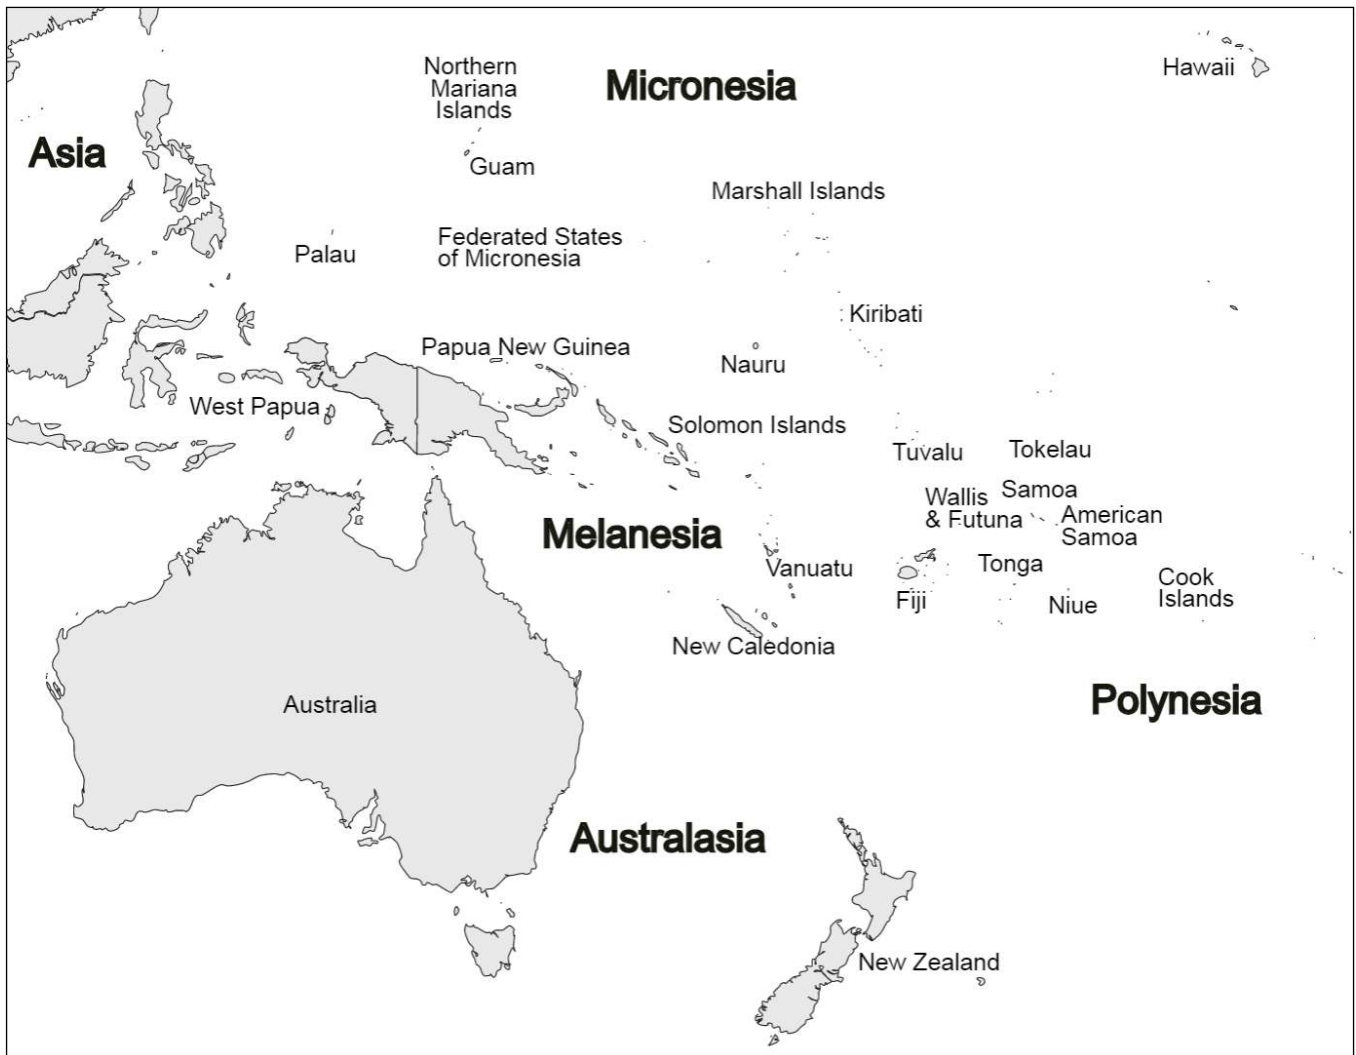 Northern
Mariana
Islands
Micronesia
Hawaii
Asia
Guam
Marshall Islands
Federated States
of Micronesia
Palau
Kiribati
Papua New Guinea
Nauru
West Papua
Solomon Islands
Tuvalu
Tokelau
Samoa
Wallis
& Futuna
American
Samoa
Melanesia
Vanuatu
Tonga
Cook
Islands
Fiji
Niue
New Caledonia
Australia
Polynesia
Australasia
New Zealand